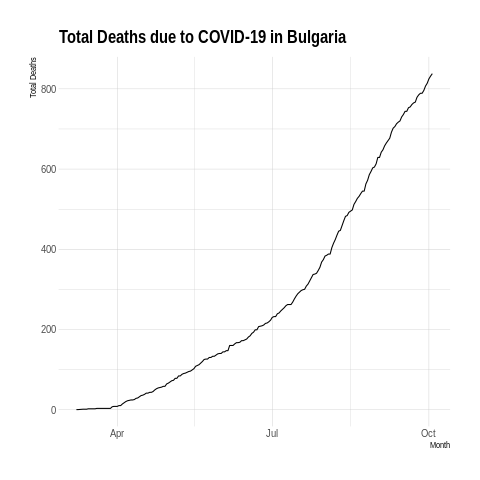 Total Deaths due to COVID-19 in Bulgaria
Total Deaths
800
600
400
200
0
Apr
Jul
Oct
Month